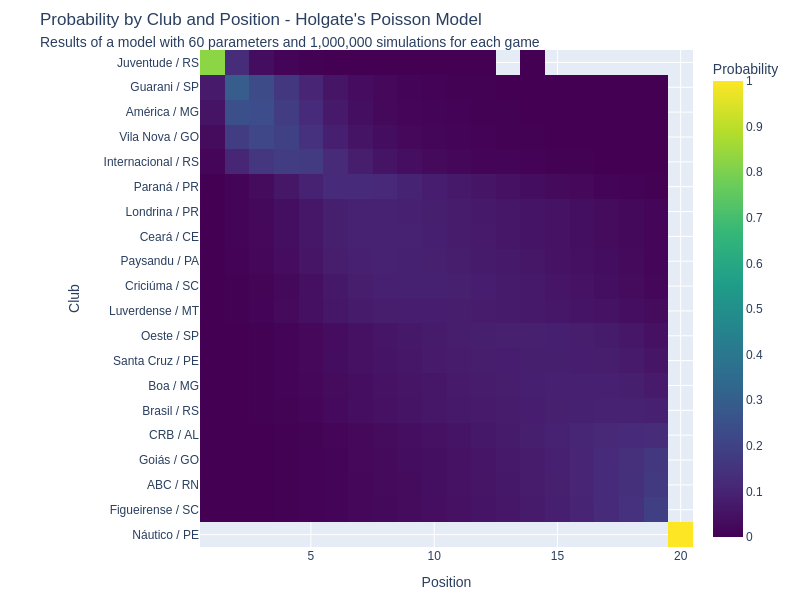 Probability by Club and Position - Holgate's Poisson Model
Results of a model with 60 parameters and 1,000,000 simulations for each game
Probability
Juventude / RS
Guarani / SP
América / MG
Vila Nova / GO
Internacional / RS
Paraná / PR
Londrina / PR
Ceará / CE
Paysandu / PA
Criciúma / SC
Luverdense / MT
Oeste / SP
Santa Cruz / PE
Boa / MG
Brasil / RS
CRB / AL
Goiás / GO
ABC / RN
Figueirense / SC
Náutico / PE
Club
5
10
15
20
Position
1
0.9
0.8
0.7
0.6
0.5
0.4
0.3
0.2
0.1
0